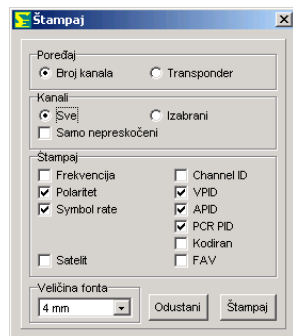 Štampaj
Poređaj
Broj kanala Transponder
Kanali
Sve Izabrani
Samo nepreskočeni
Štampaj
Frekvencija Channel ID
Polaritet VPID
Symbol rate APID
PCR PID
Kodiran
Satelit FAV
Veličina fonta
4 mm Odustani Štampaj